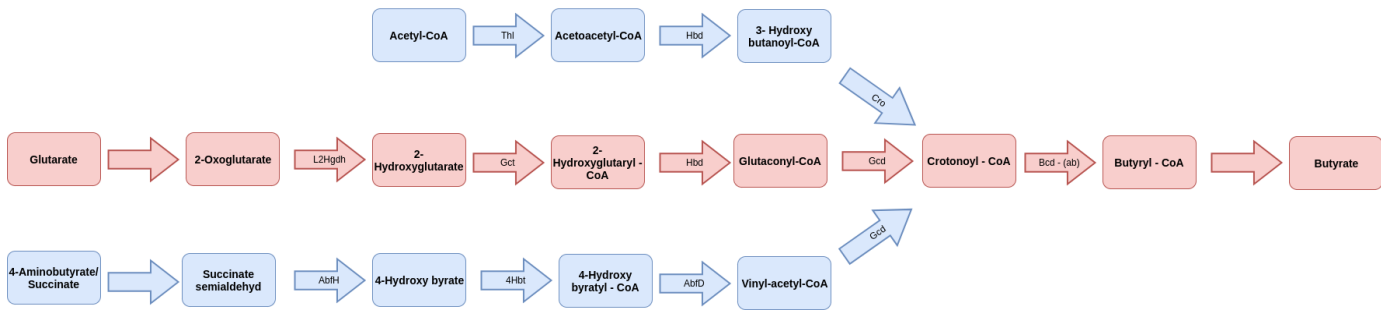 Acetyl-CoA
Thl
Acetoacetyl-CoA
Hbd
3- Hydroxy
butanoyl-CoA
Cro
Glutarate
2-Oxoglutarate
L2Hgdh
2-
Hydroxyglutarate
Gct
2-
Hydroxyglutaryl -
CoA
Hbd
Glutaconyl-CoA
Gcd
Crotonoyl - CoA
Bcd - (ab)
Butyryl - CoA
Butyrate
4-Aminobutyrate/
Succinate
Succinate
semialdehyd
AbfH
4-Hydroxy byrate
4Hbt
4-Hydroxy
byratyl - CoA
AbfD
Vinyl-acetyl-CoA
Gcd